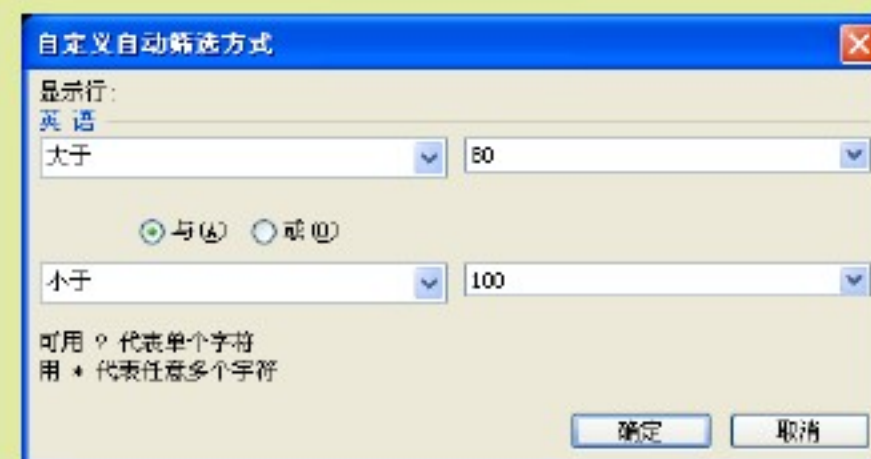 自定义自动筛选方式
显示行:
英 语
大于 80
与(A) 或(O)
小于 100
可用 ? 代表单个字符
用 * 代表任意多个字符
确定 取消